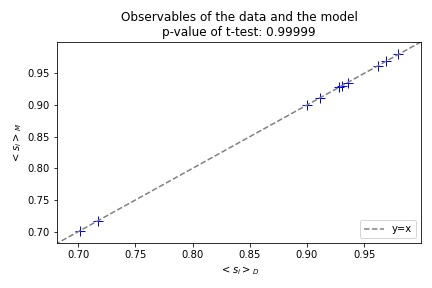 Observables of the data and the model
p-value of t-test: 0.99999
0.95
0.90
0.85
0.80
0.75
0.70
< s_i >_M
y=x
0.70 0.75 0.80 0.85 0.90 0.95
< s_i >_D